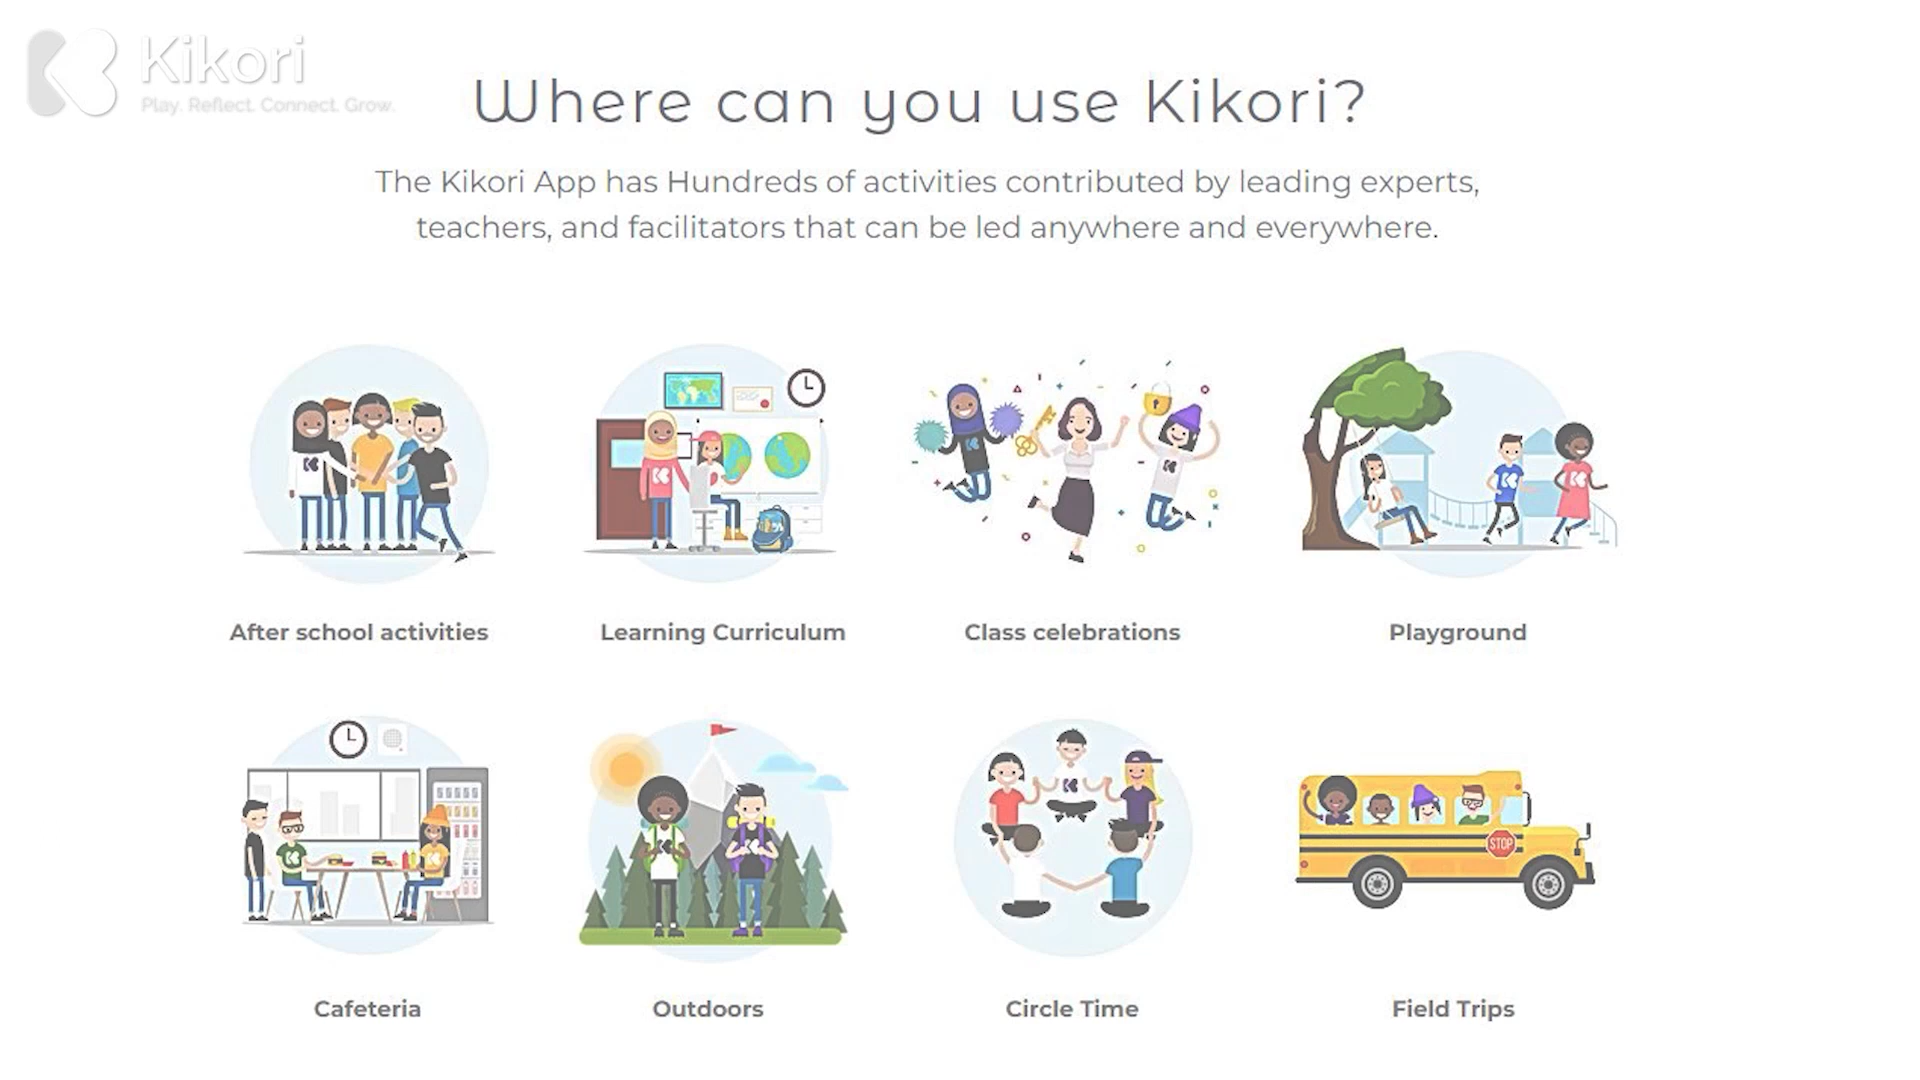 Kikori
Play. Reflect. Connect. Grow.
Where can you use Kikori?
The Kikori App has Hundreds of activities contributed by leading experts,
teachers, and facilitators that can be led anywhere and everywhere.
After school activities
Learning Curriculum
Class celebrations
Playground
STOP
Cafeteria
Outdoors
Circle Time
Field Trips